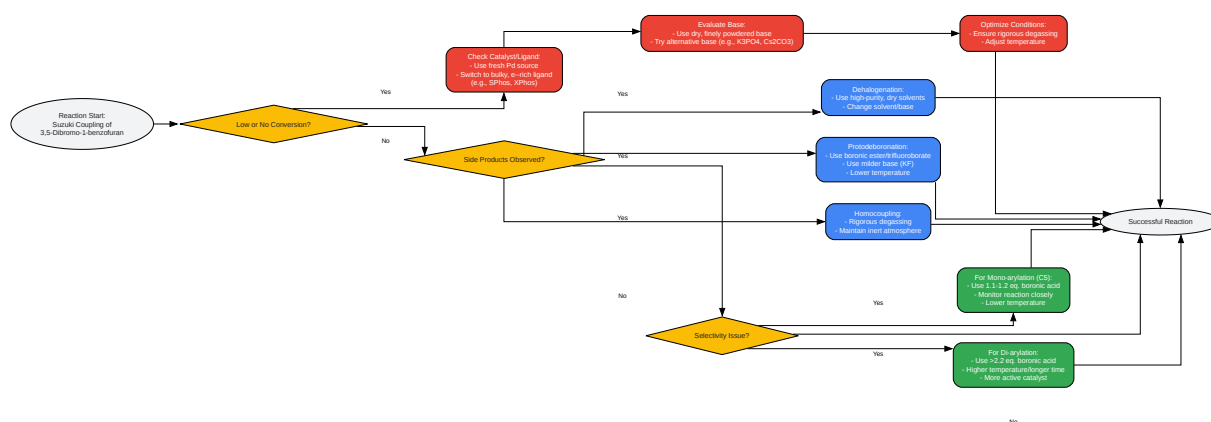 Evaluate Base:
- Use dry, finely powdered base
- Try alternative base (e.g., K3PO4, Cs2CO3)
Optimize Conditions:
- Ensure rigorous degassing
- Adjust temperature
Check Catalyst/Ligand:
- Use fresh Pd source
- Switch to bulky, e-rich ligand
(e.g., SPhos, XPhos)
Yes
Yes
Dehalogenation:
- Use high-purity, dry solvents
- Change solvent/base
Reaction Start:
Suzuki Coupling of
3,5-Dibromo-1-benzofuran
Low or No Conversion?
No
Side Products Observed?
Yes
Protodeboronation:
- Use boronic ester/trifluoroborate
- Use milder base (KF)
- Lower temperature
Yes
Homocoupling:
- Rigorous degassing
- Maintain inert atmosphere
Successful Reaction
No
For Mono-arylation (C5):
- Use 1.1-1.2 eq. boronic acid
- Monitor reaction closely
- Lower temperature
Yes
Selectivity Issue?
Yes
For Di-arylation:
- Use >2.2 eq. boronic acid
- Higher temperature/longer time
- More active catalyst
No